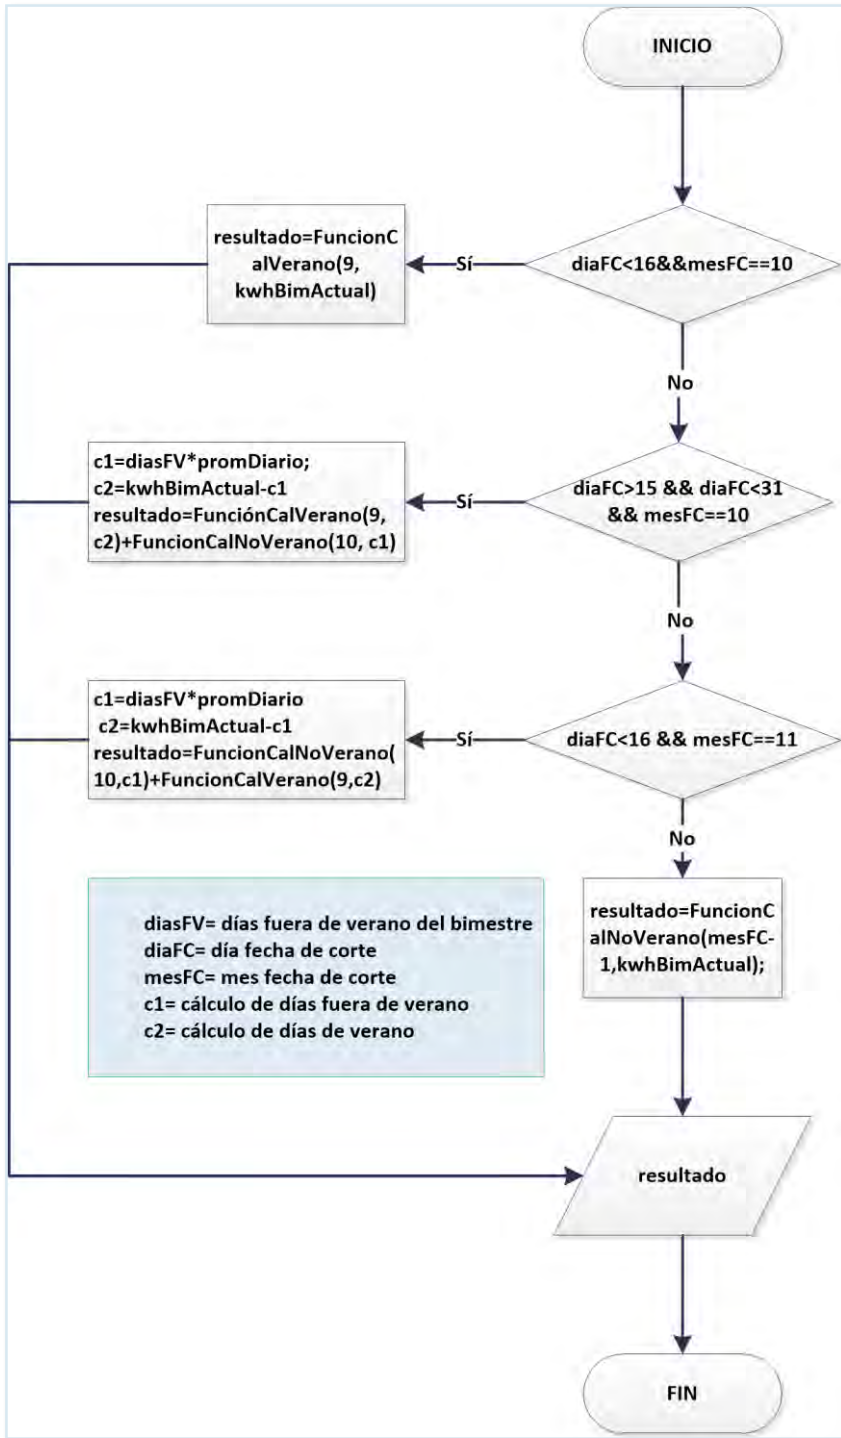 INICIO
diaFC<16&&mesFC==10
Sí
resultado=FuncionC
alVerano(9,
kwhBimActual)
No
diaFC>15 && diaFC<31
&& mesFC==10
Sí
c1=diasFV*promDiario;
c2=kwhBimActual-c1
resultado=FunciónCalVerano(9,
c2)+FuncionCalNoVerano(10, c1)
No
diaFC<16 && mesFC==11
Sí
c1=diasFV*promDiario
c2=kwhBimActual-c1
resultado=FuncionCalNoVerano(
10,c1)+FuncionCalVerano(9,c2)
No
resultado=FuncionC
alNoVerano(mesFC-
1,kwhBimActual);
diasFV= días fuera de verano del bimestre
diaFC= día fecha de corte
mesFC= mes fecha de corte
c1= cálculo de días fuera de verano
c2= cálculo de días de verano
resultado
FIN